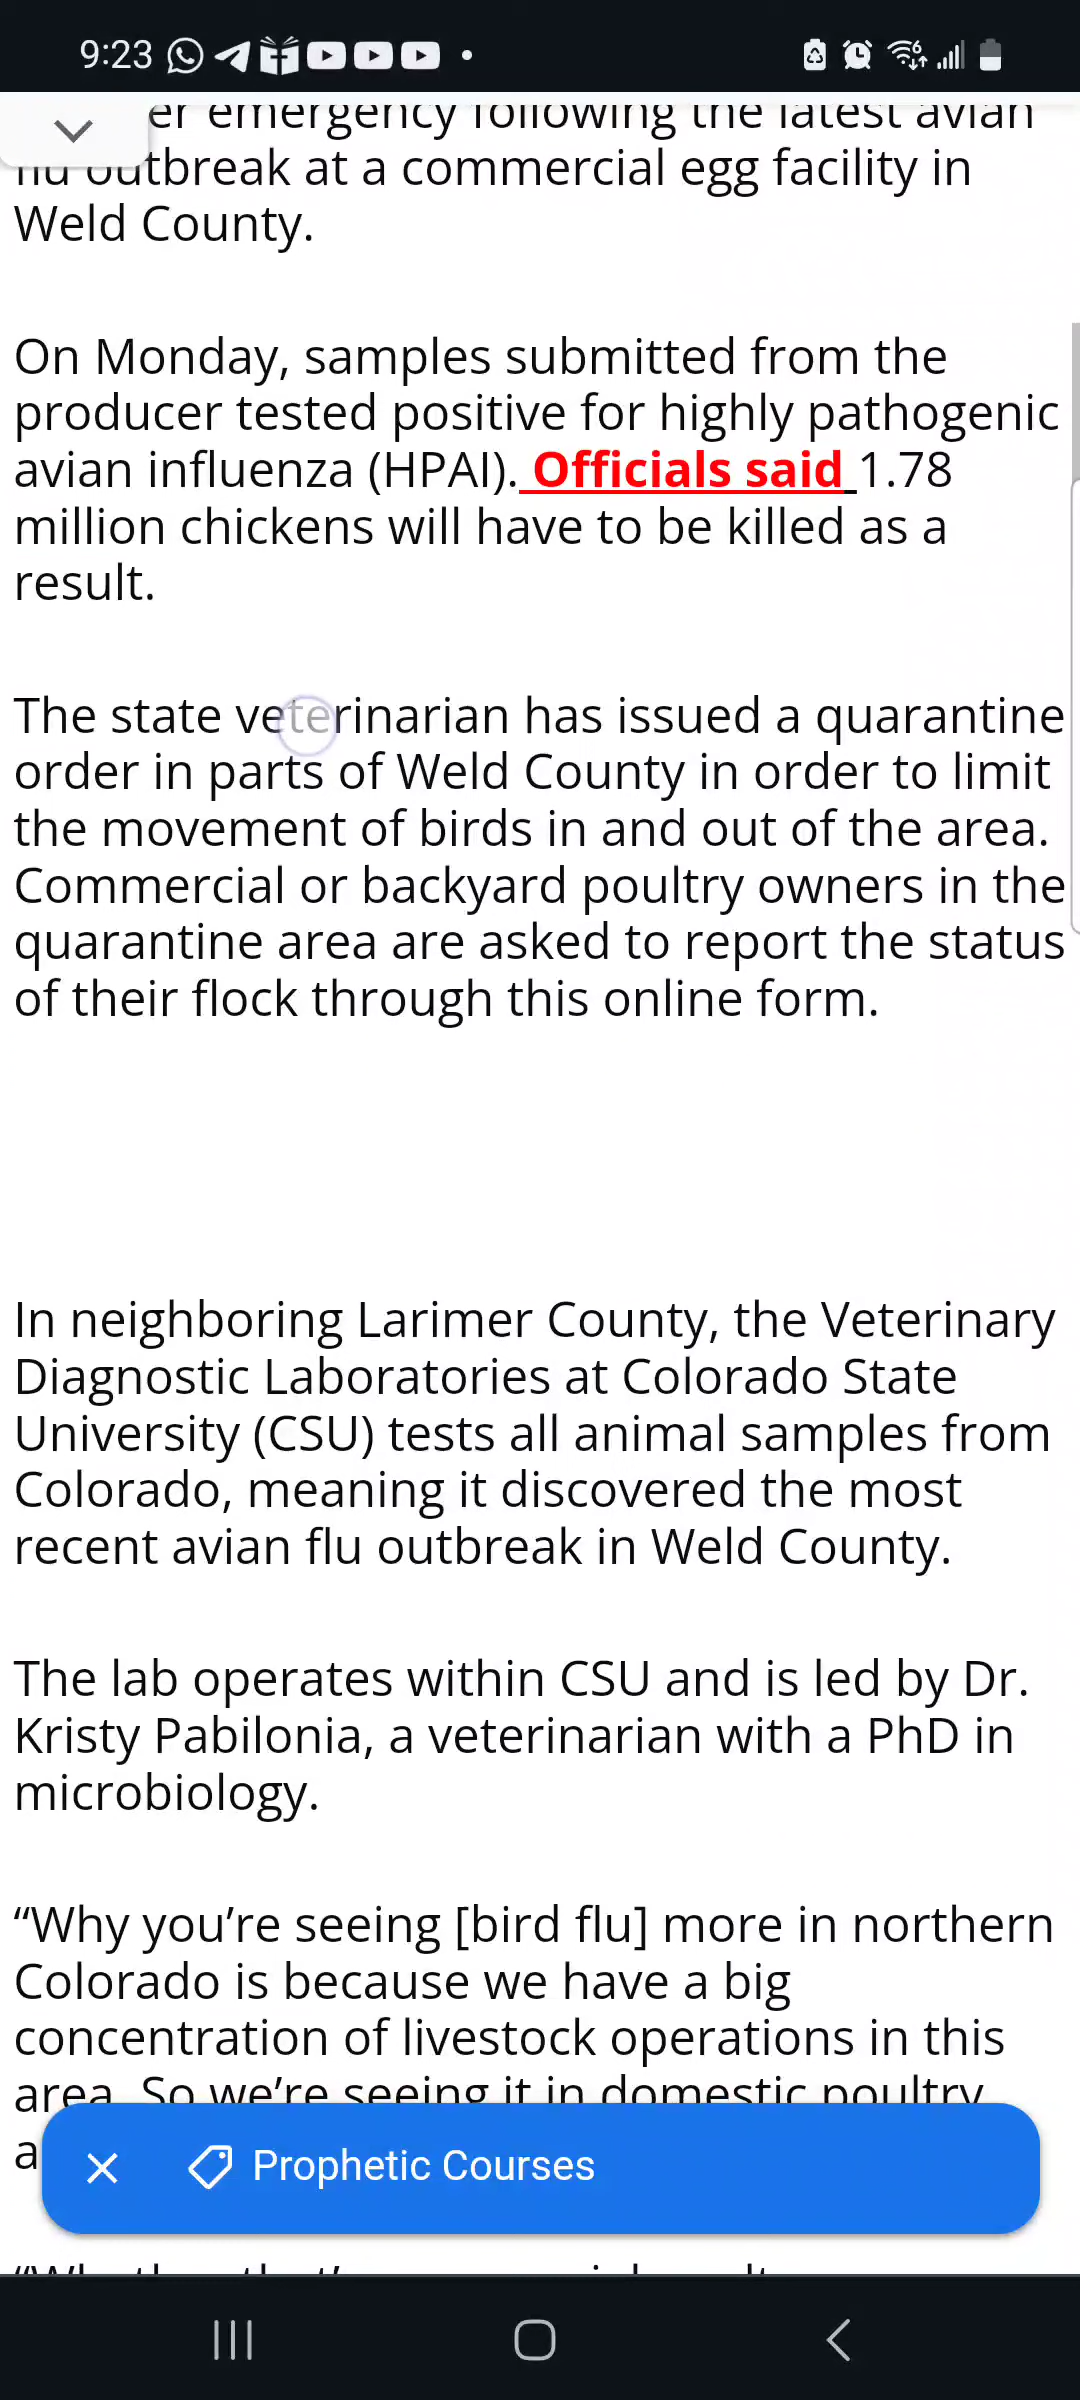 9:23
er emergency following the latest avian
flu outbreak at a commercial egg facility in
Weld County.
On Monday, samples submitted from the
producer tested positive for highly pathogenic
avian influenza (HPAI). Officials said 1.78
million chickens will have to be killed as a
result.
The state veterinarian has issued a quarantine
order in parts of Weld County in order to limit
the movement of birds in and out of the area.
Commercial or backyard poultry owners in the
quarantine area are asked to report the status
of their flock through this online form.
In neighboring Larimer County, the Veterinary
Diagnostic Laboratories at Colorado State
University (CSU) tests all animal samples from
Colorado, meaning it discovered the most
recent avian flu outbreak in Weld County.
The lab operates within CSU and is led by Dr.
Kristy Pabilonia, a veterinarian with a PhD in
microbiology.
“Why you’re seeing [bird flu] more in northern
Colorado is because we have a big
concentration of livestock operations in this
area. So we’re seeing it in domestic poultry
a
Prophetic Courses